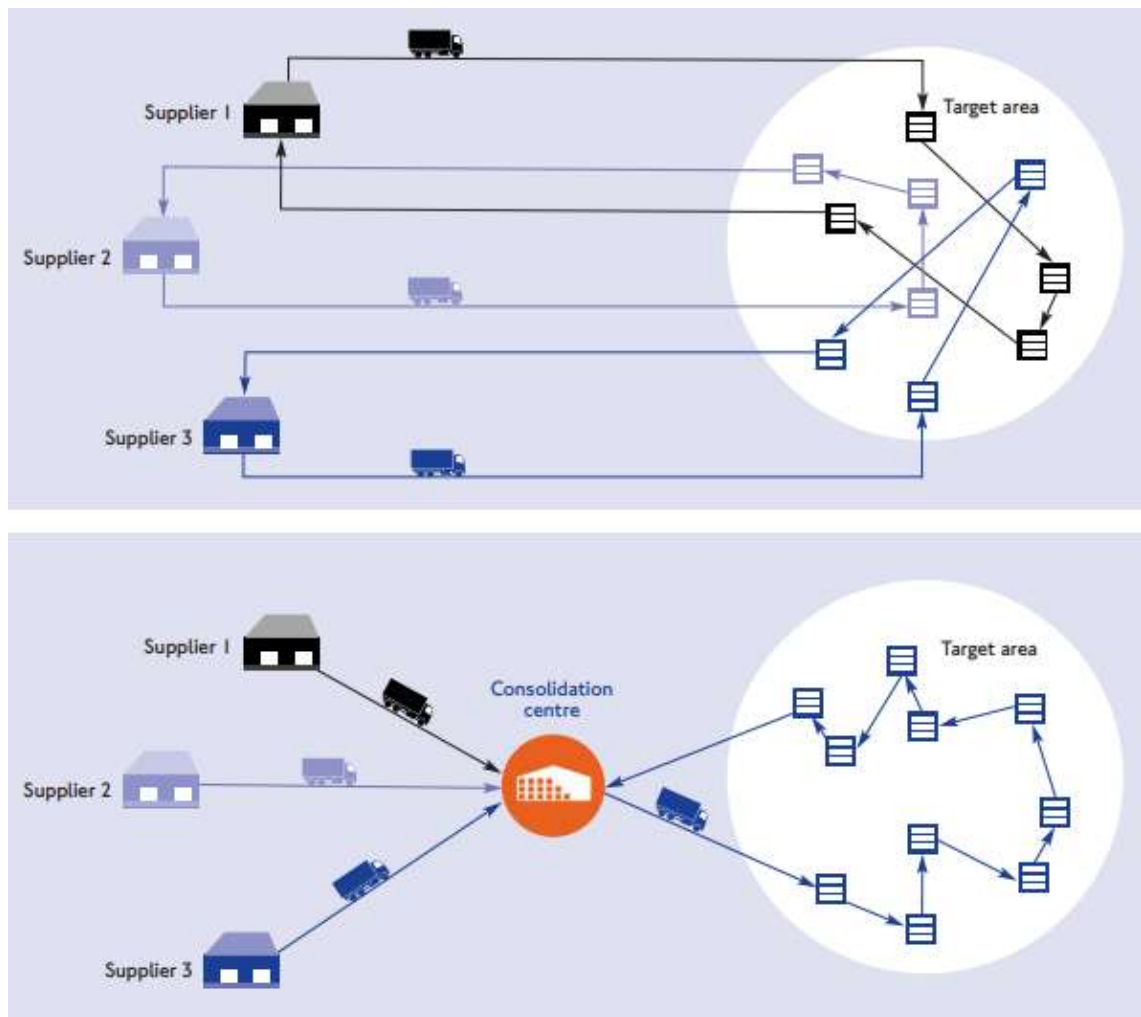 Supplier 1
Target area
Supplier 2
Supplier 3
Supplier 1
Target area
Consolidation
centre
Supplier 2
Supplier 3